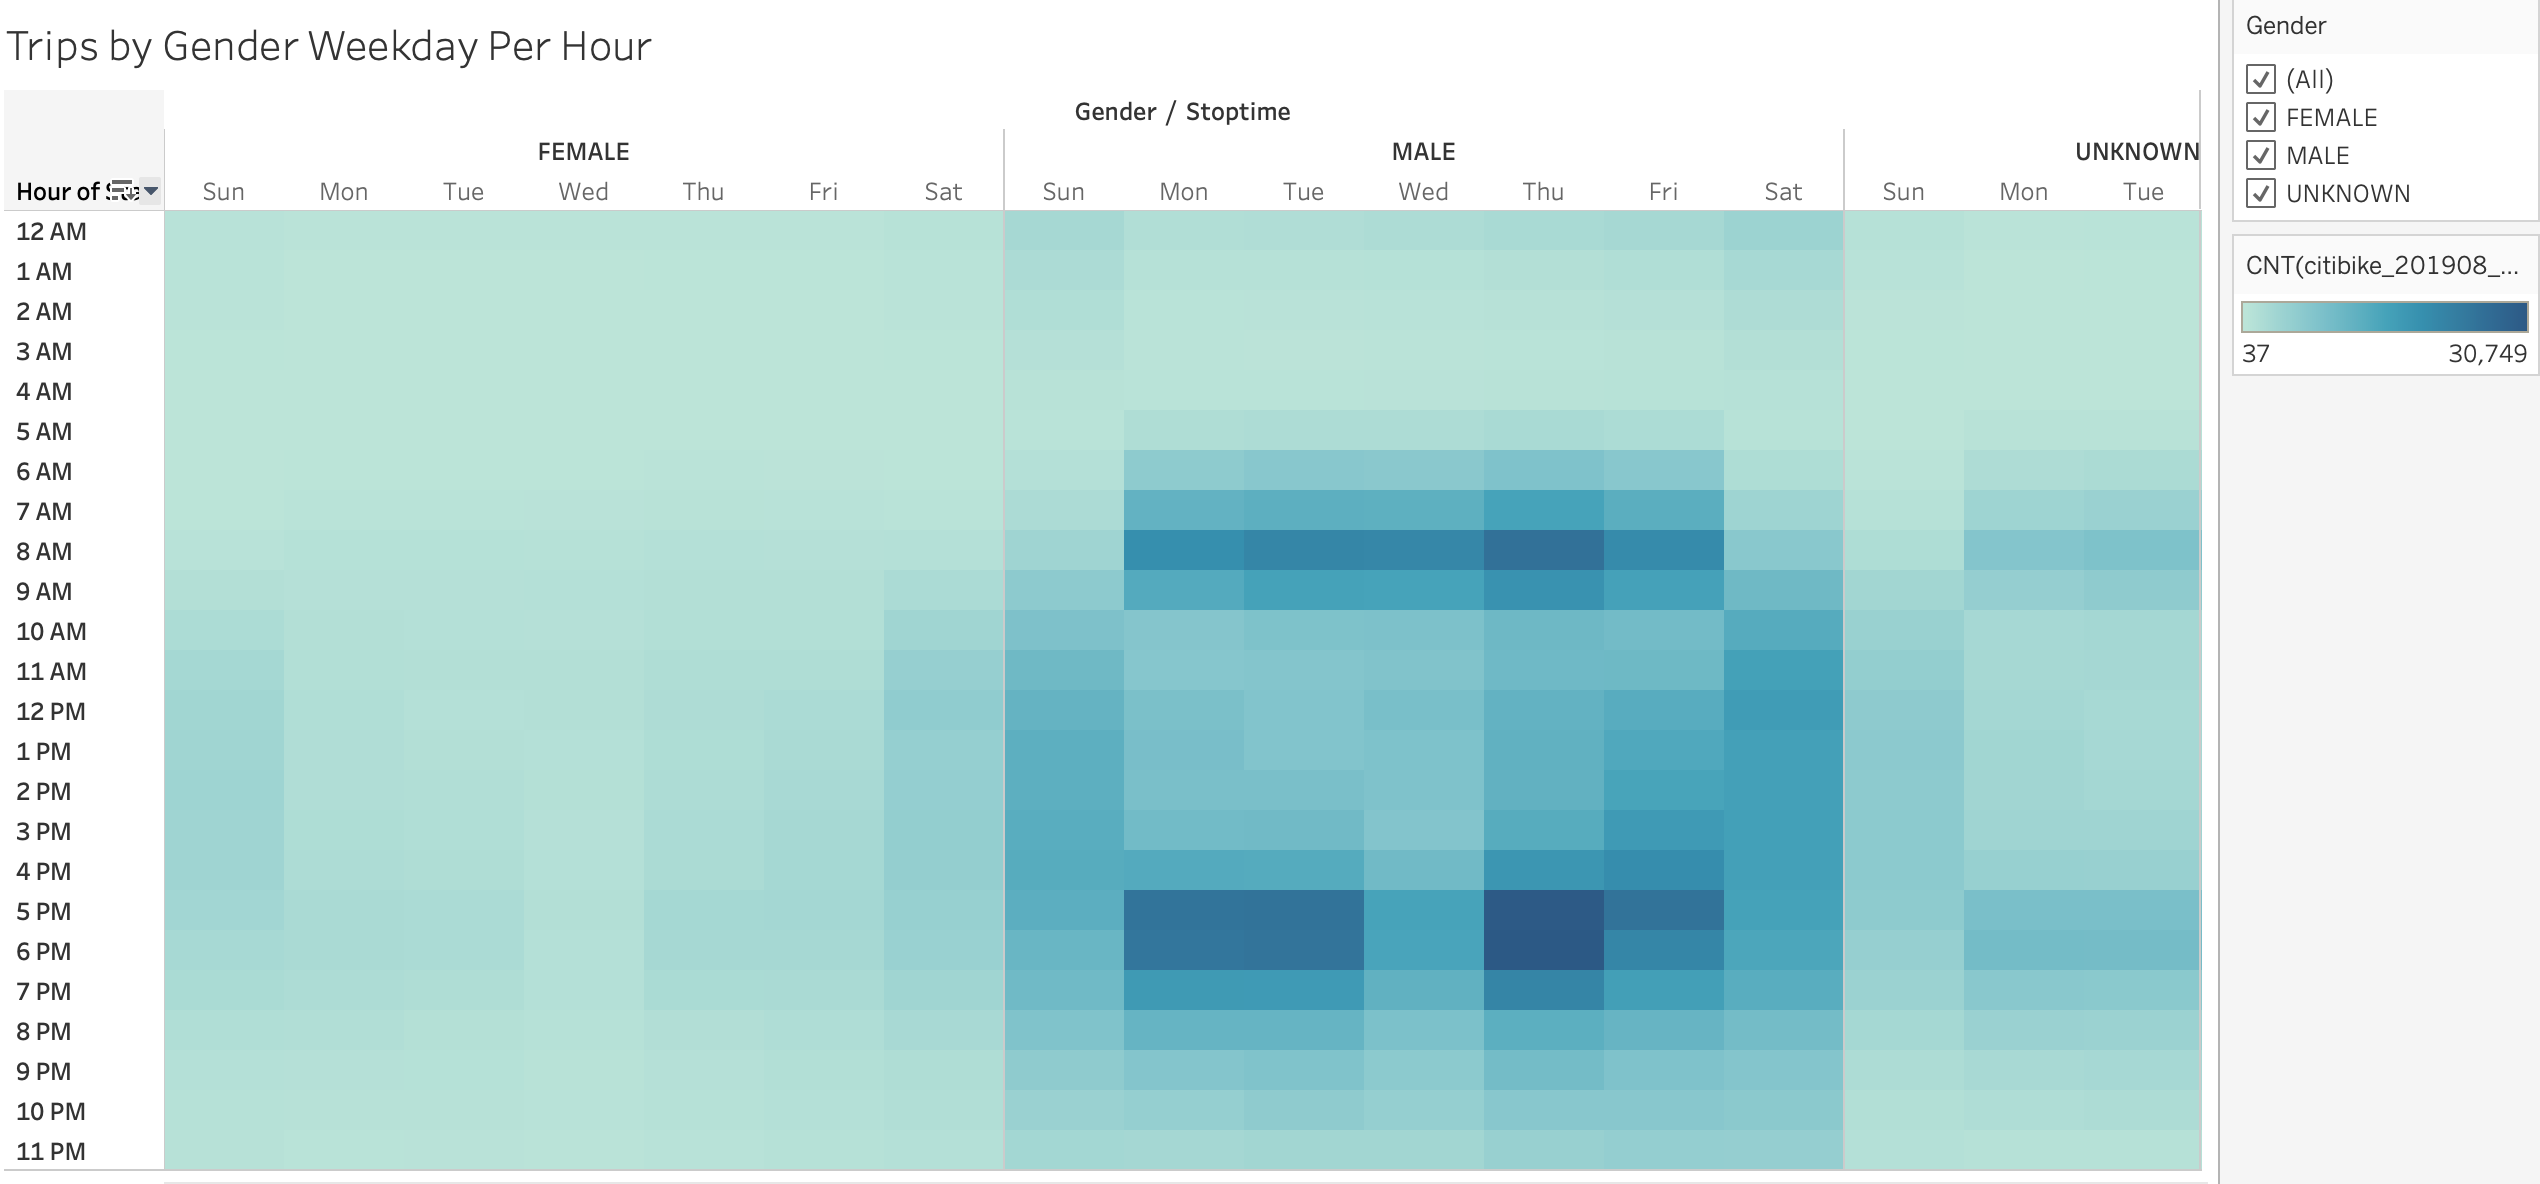 Trips by Gender Weekday Per Hour
Gender / Stoptime
FEMALE MALE UNKNOWN
Hour of Sun Mon Tue Wed Thu Fri Sat Sun Mon Tue Wed Thu Fri Sat Sun Mon Tue
12 AM
1 AM
2 AM
3 AM
4 AM
5 AM
6 AM
7 AM
8 AM
9 AM
10 AM
11 AM
12 PM
1 PM
2 PM
3 PM
4 PM
5 PM
6 PM
7 PM
8 PM
9 PM
10 PM
11 PM
Gender
(All)
FEMALE
MALE
UNKNOWN
CNT(citibike_201908_...
37 30,749